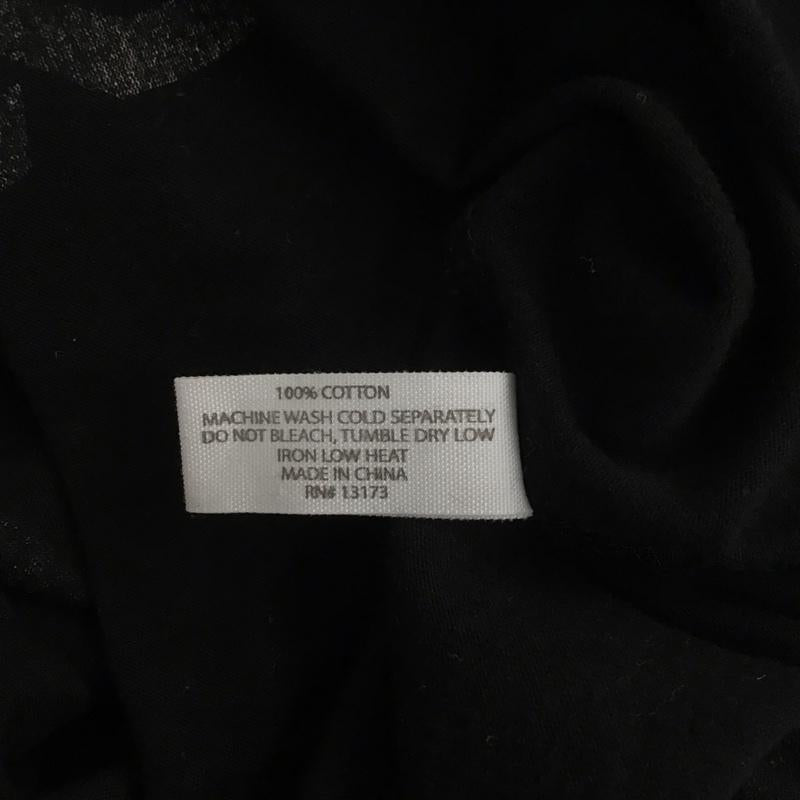 100% COTTON
MACHINE WASH COLD SEPARATELY
DO NOT BLEACH, TUMBLE DRY LOW
IRON LOW HEAT
MADE IN CHINA
RN# 13173